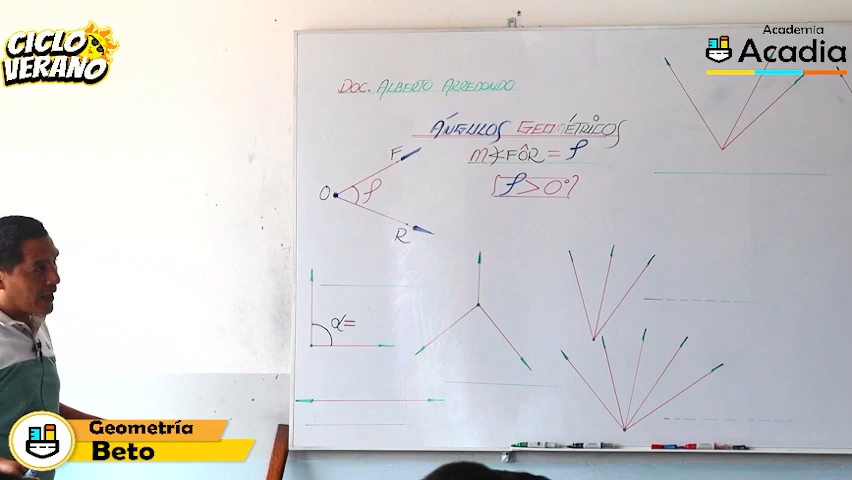 CICLO
VERANO
Academia
Acadia
DOC. ALBERTO ARREDONDO
ÁNGULOS GEOMÉTRICOS
m∢FÔR = ρ
(ρ > 0°)
F
O
ρ
R
α=
Geometría
Beto